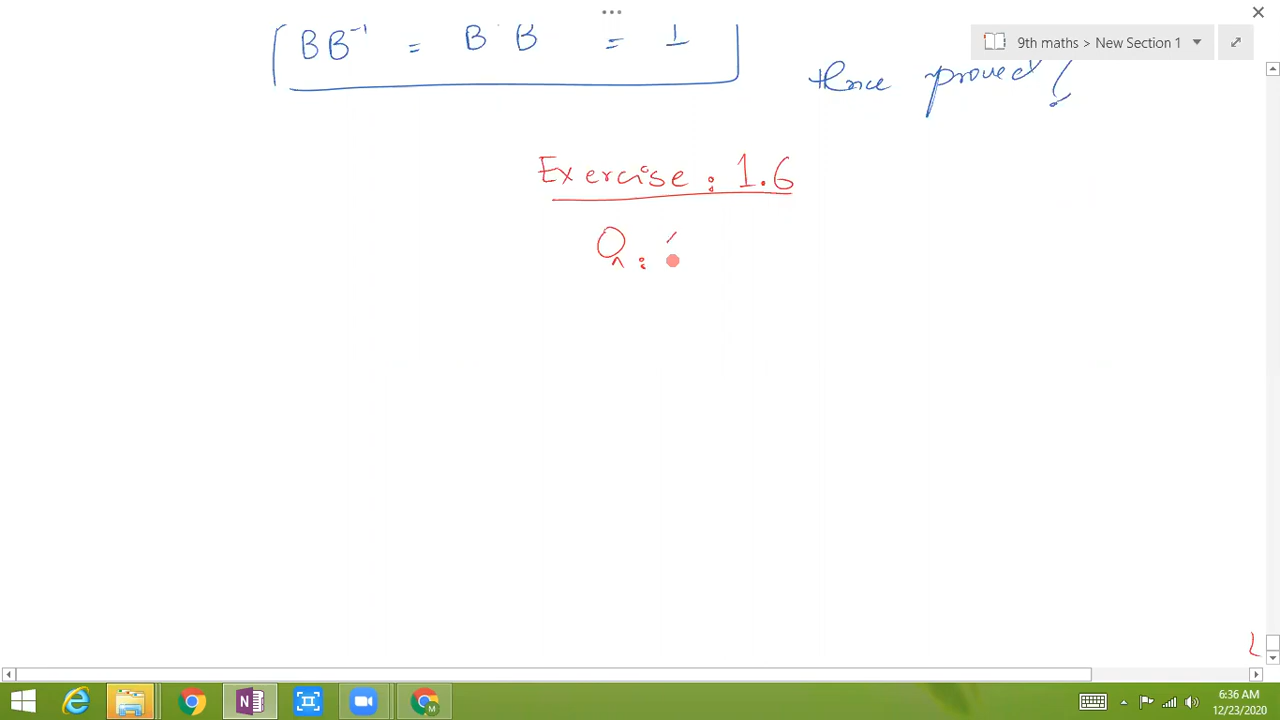 9th maths > New Section 1
BB⁻¹ = B B = 1
Hence proved!
Exercise : 1.6
Q :
6:36 AM
12/23/2020